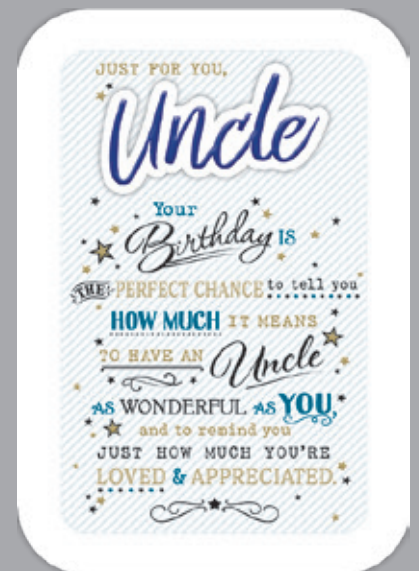 JUST FOR YOU,
Uncle
Your
Birthday IS
THE PERFECT CHANCE to tell you
HOW MUCH IT MEANS
TO HAVE AN Uncle
AS WONDERFUL AS YOU,
and to remind you
JUST HOW MUCH YOU'RE
LOVED & APPRECIATED.